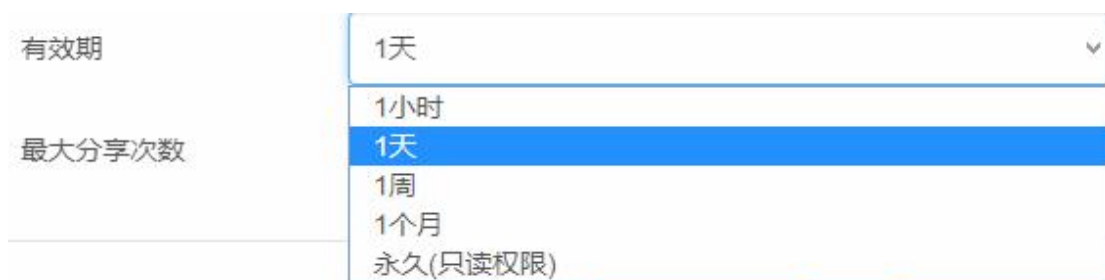 有效期
1天
1小时
最大分享次数
1天
1周
1个月
永久(只读权限)